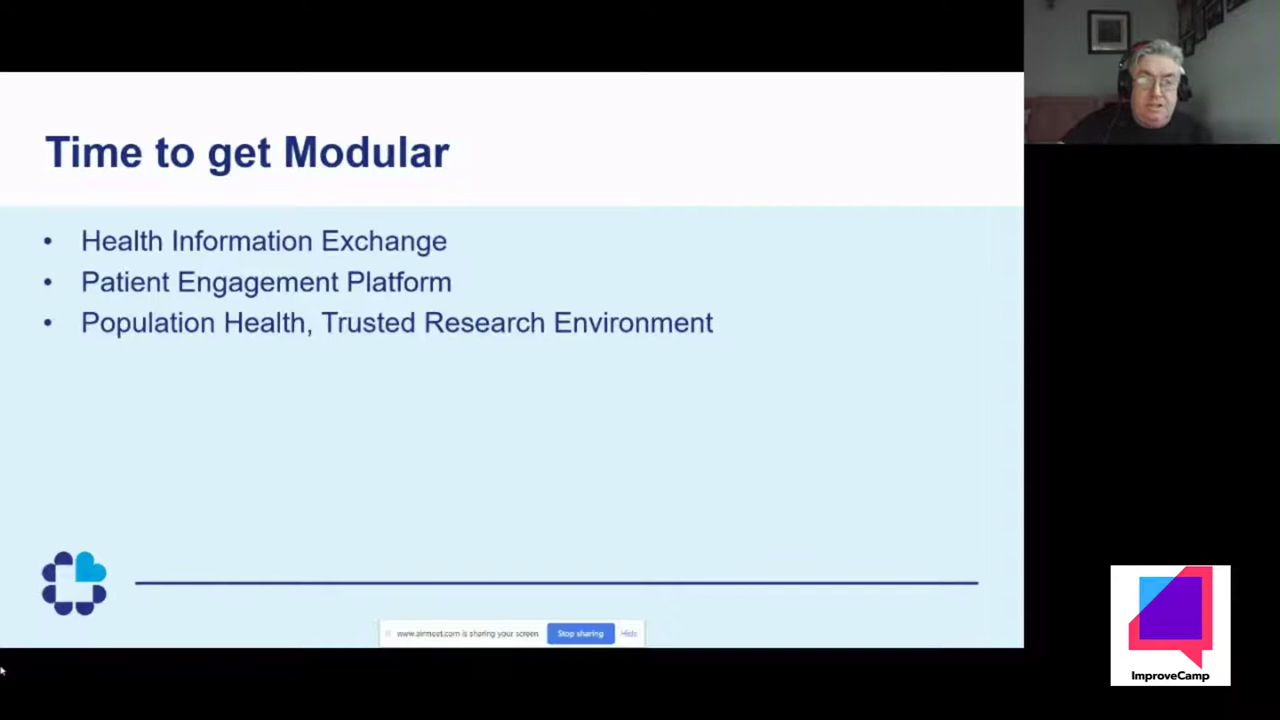 Time to get Modular
• Health Information Exchange
• Patient Engagement Platform
• Population Health, Trusted Research Environment
www.airmeet.com is sharing your screen Stop sharing Hide
ImproveCamp